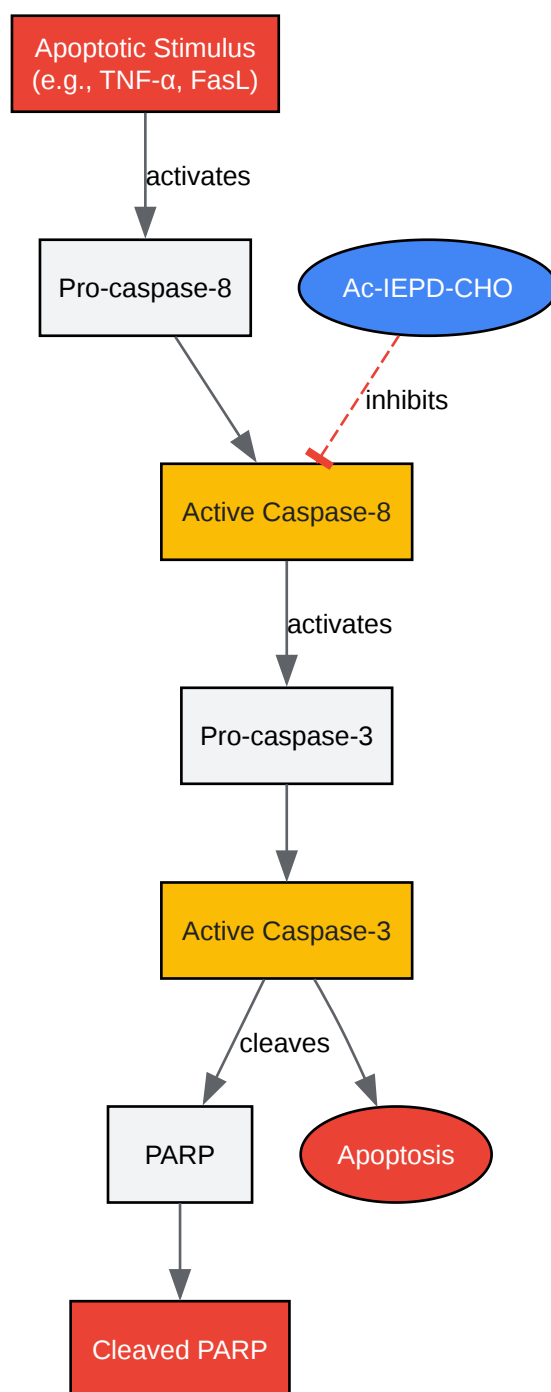 Apoptotic Stimulus
(e.g., TNF-α, FasL)
activates
Pro-caspase-8
Ac-IEPD-CHO
inhibits
Active Caspase-8
activates
Pro-caspase-3
Active Caspase-3
cleaves
PARP
Apoptosis
Cleaved PARP